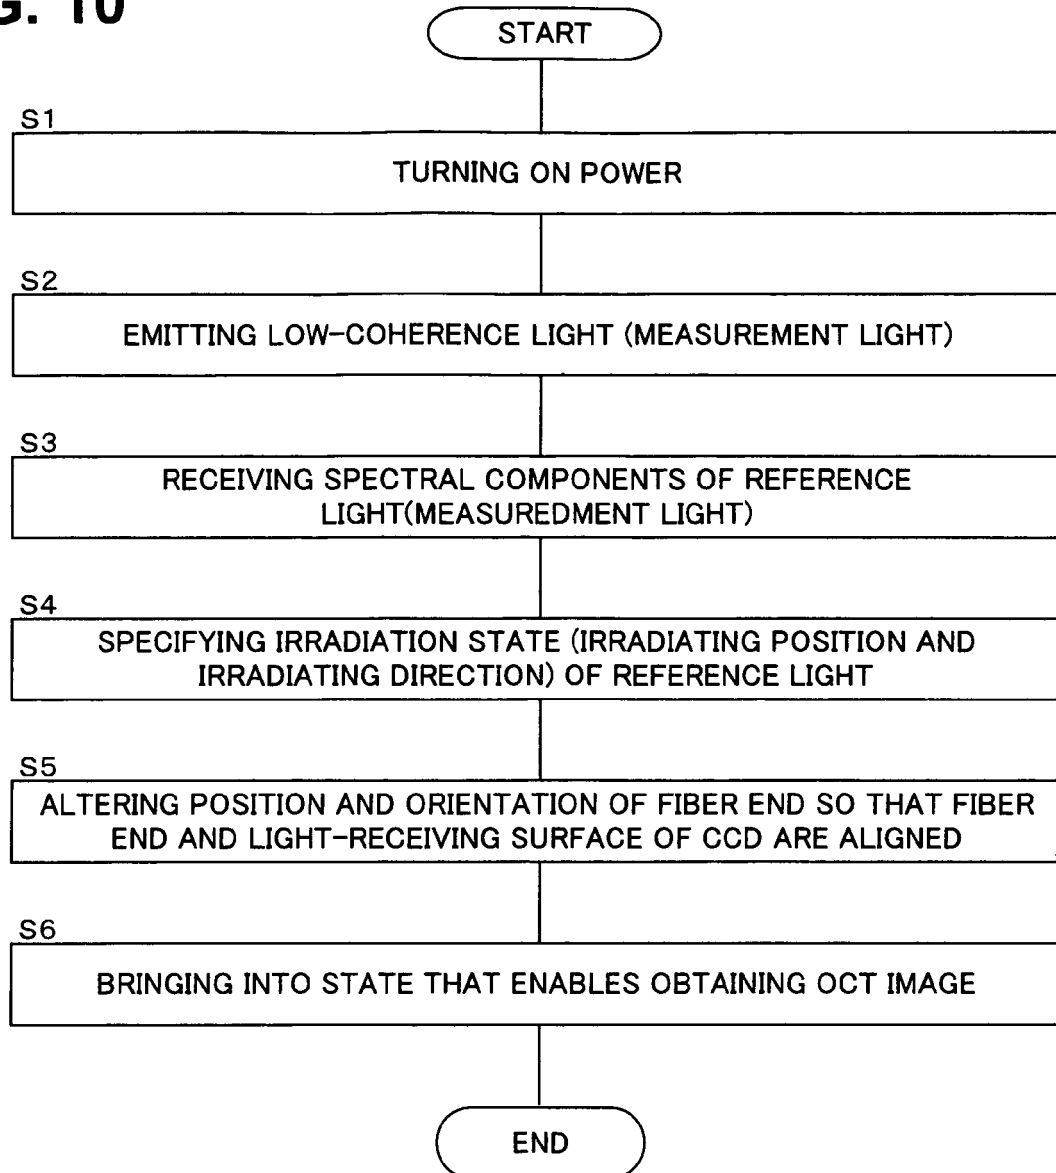 G. 10
START
S1
TURNING ON POWER
S2
EMITTING LOW-COHERENCE LIGHT (MEASUREMENT LIGHT)
S3
RECEIVING SPECTRAL COMPONENTS OF REFERENCE
LIGHT(MEASUREDMENT LIGHT)
S4
SPECIFYING IRRADIATION STATE (IRRADIATING POSITION AND
IRRADIATING DIRECTION) OF REFERENCE LIGHT
S5
ALTERING POSITION AND ORIENTATION OF FIBER END SO THAT FIBER
END AND LIGHT-RECEIVING SURFACE OF CCD ARE ALIGNED
S6
BRINGING INTO STATE THAT ENABLES OBTAINING OCT IMAGE
END